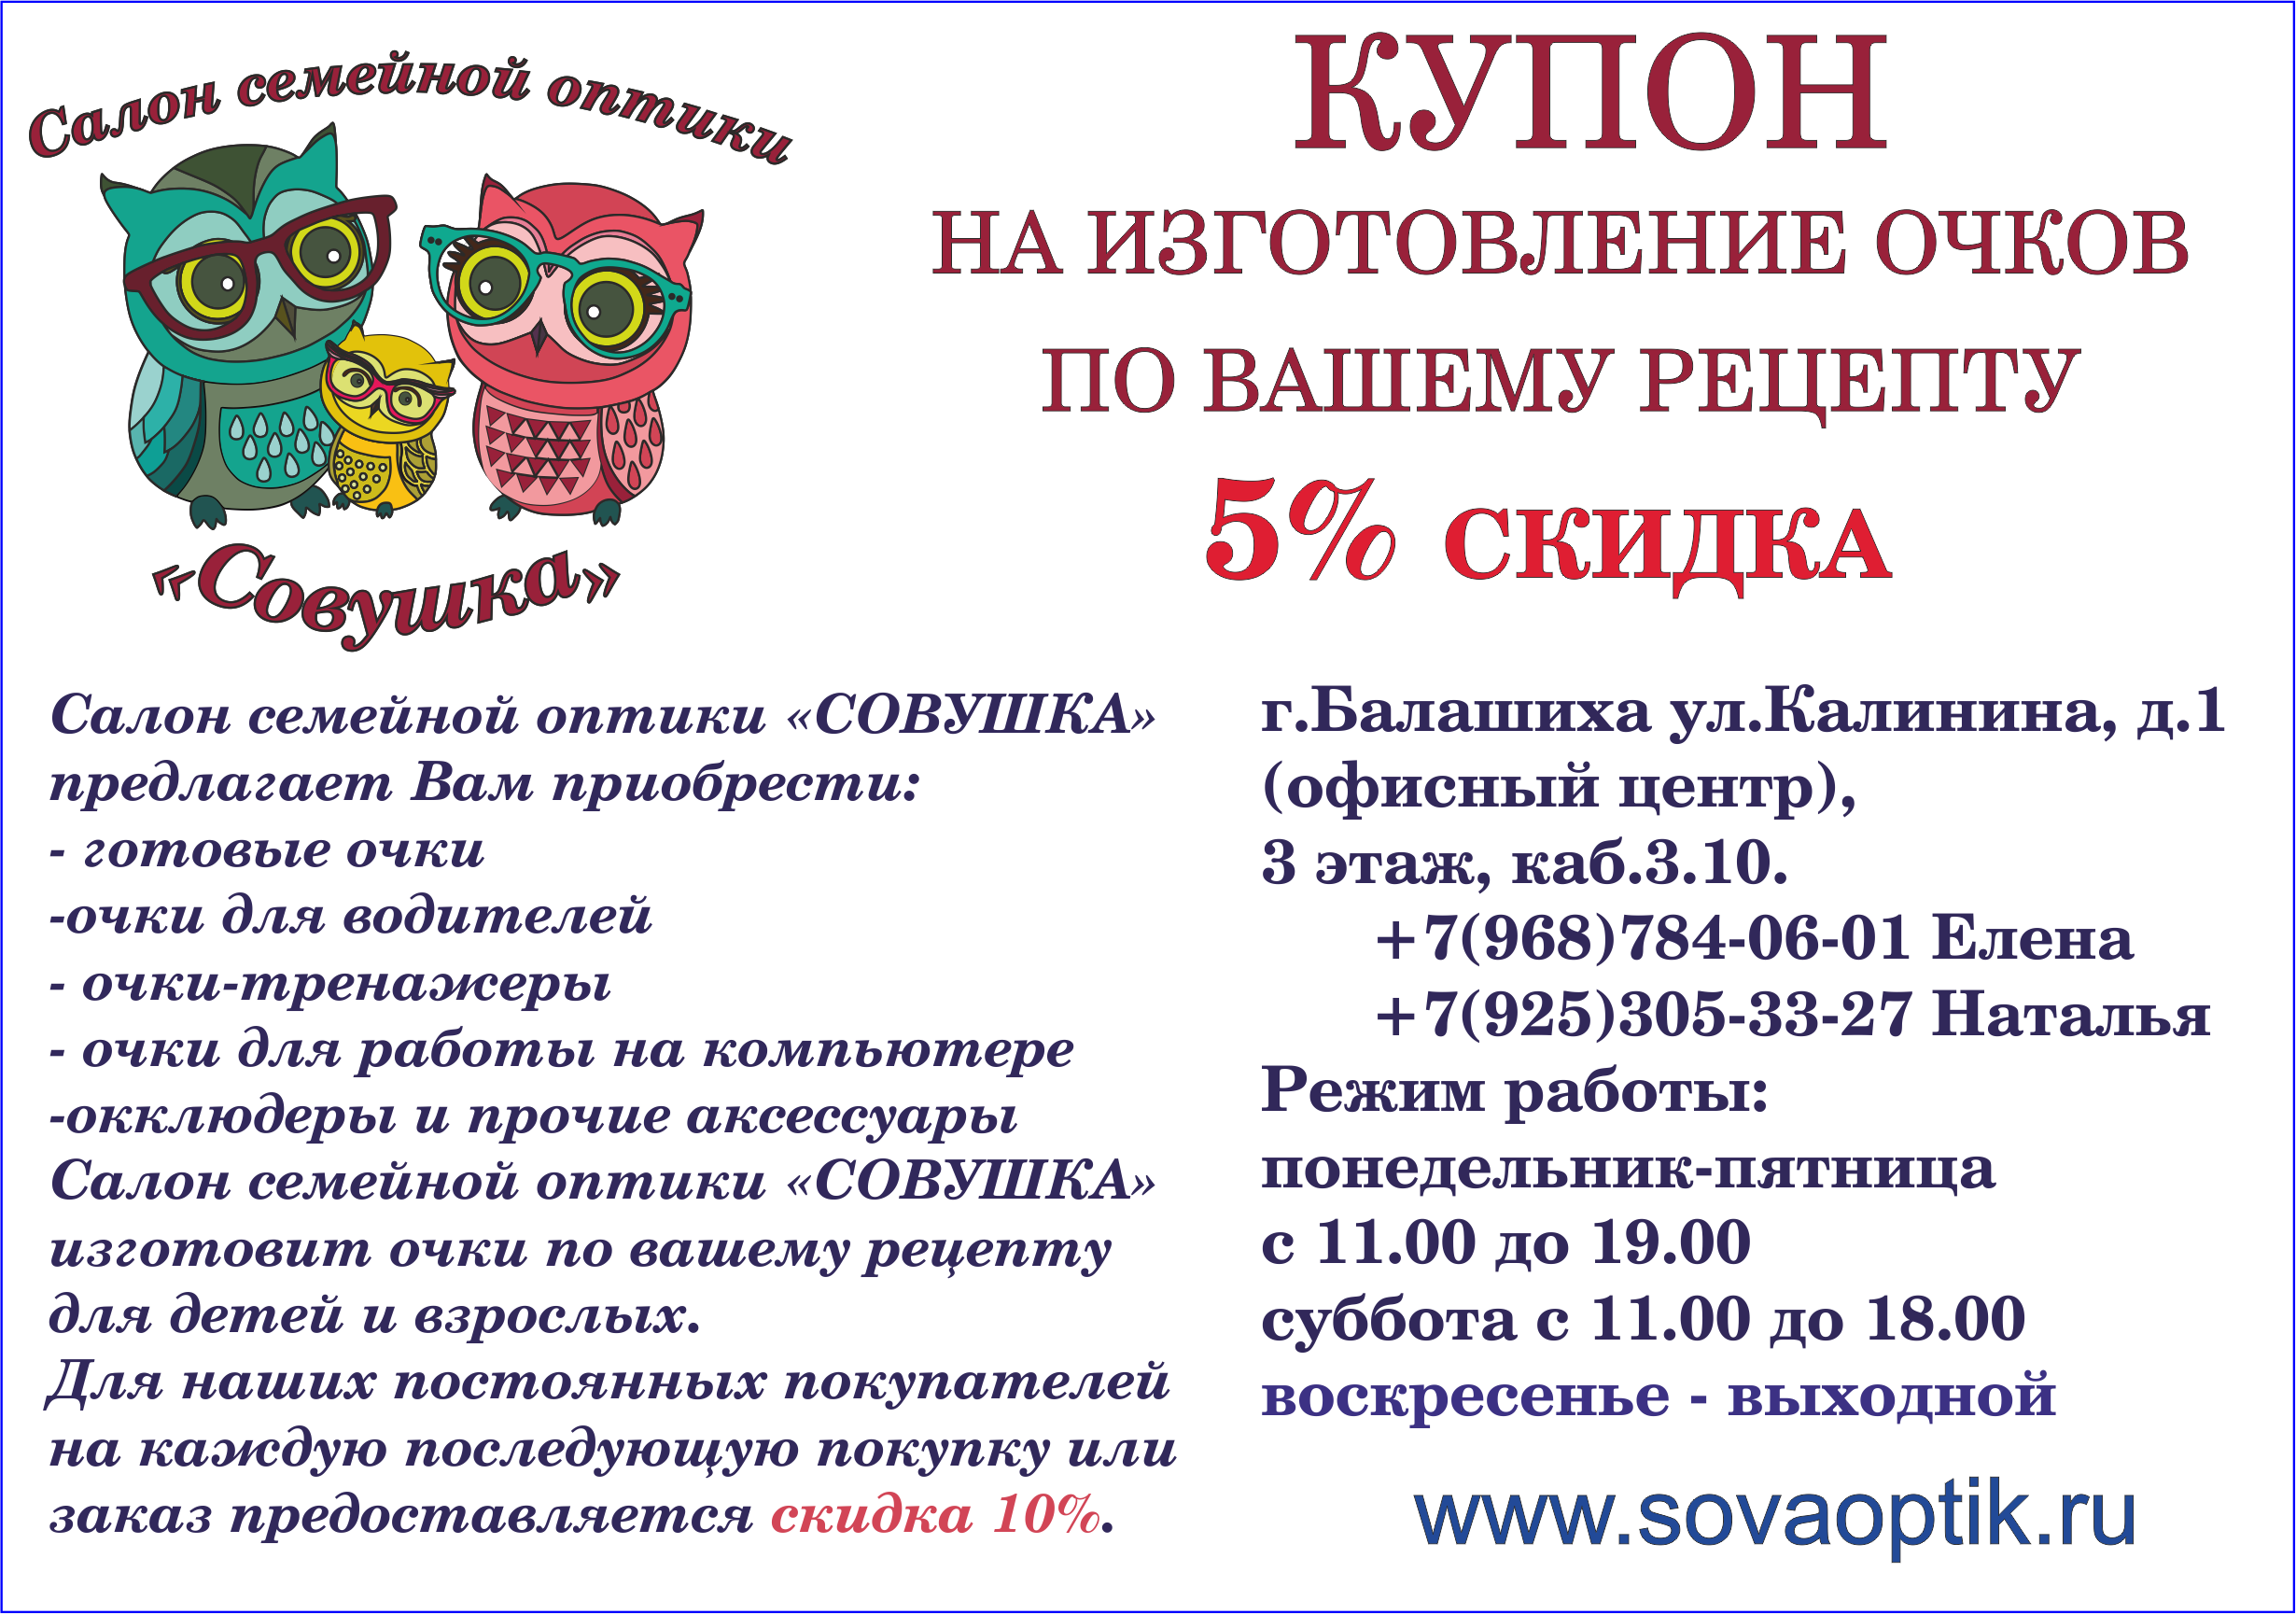 Салон семейной оптики
«Совушка»
КУПОН
НА ИЗГОТОВЛЕНИЕ ОЧКОВ
ПО ВАШЕМУ РЕЦЕПТУ
5% СКИДКА
Салон семейной оптики «СОВУШКА»
предлагает Вам приобрести:
- готовые очки
-очки для водителей
- очки-тренажеры
- очки для работы на компьютере
-окклюдеры и прочие аксессуары
Салон семейной оптики «СОВУШКА»
изготовит очки по вашему рецепту
для детей и взрослых.
Для наших постоянных покупателей
на каждую последующую покупку или
заказ предоставляется скидка 10%.
г.Балашиха ул.Калинина, д.1
(офисный центр),
3 этаж, каб.3.10.
+7(968)784-06-01 Елена
+7(925)305-33-27 Наталья
Режим работы:
понедельник-пятница
с 11.00 до 19.00
суббота с 11.00 до 18.00
воскресенье - выходной
www.sovaoptik.ru